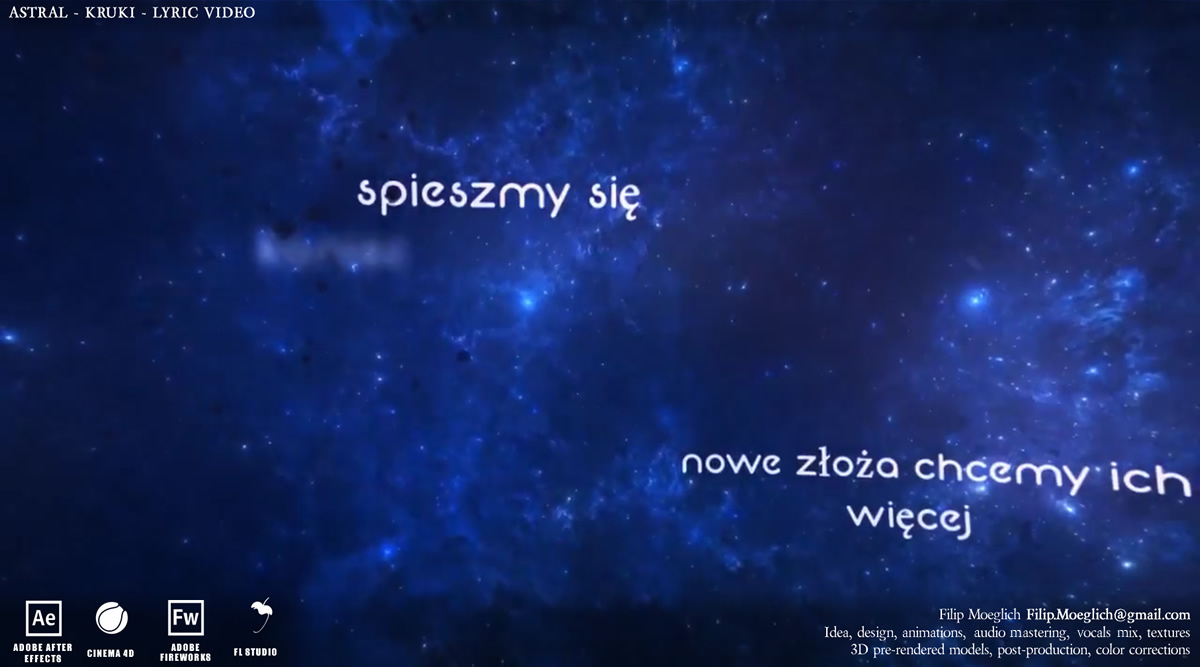 ASTRAL - KRUKI - LYRIC VIDEO
spieszmy się
nowe złoża chcemy ich
więcej
Ae
Fw
ADOBE AFTER
EFFECTS
CINEMA 4D
ADOBE
FIREWORKS
FL STUDIO
Filip Moeglich Filip.Moeglich@gmail.com
Idea, design, animations, audio mastering, vocals mix, textures
3D pre-rendered models, post-production, color corrections